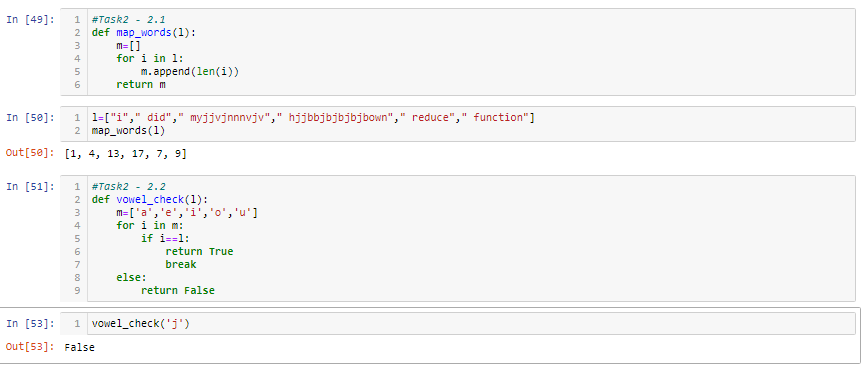 In [49]:
1 #Task2 - 2.1
2 def map_words(l):
3     m=[]
4     for i in l:
5         m.append(len(i))
6     return m
In [50]:
1 l=["i"," did"," myjjvjnnnvjv"," hjjbbjbjbjbjbown"," reduce"," function"]
2 map_words(l)
Out[50]: [1, 4, 13, 17, 7, 9]
In [51]:
1 #Task2 - 2.2
2 def vowel_check(l):
3     m=['a','e','i','o','u']
4     for i in m:
5         if i==l:
6             return True
7             break
8     else:
9         return False
In [53]:
1 vowel_check('j')
Out[53]: False